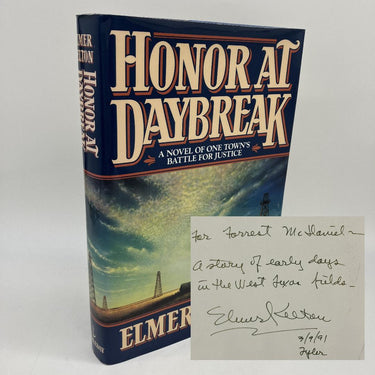 ELMER
KELTON
HONOR AT
DAYBREAK
HONOR AT
DAYBREAK
A NOVEL OF ONE TOWN'S
BATTLE FOR JUSTICE
ELMER
For Forrest McDaniel—
A story of early days
in the West Texas fields—
Elmer Kelton
3/9/91
Tyler